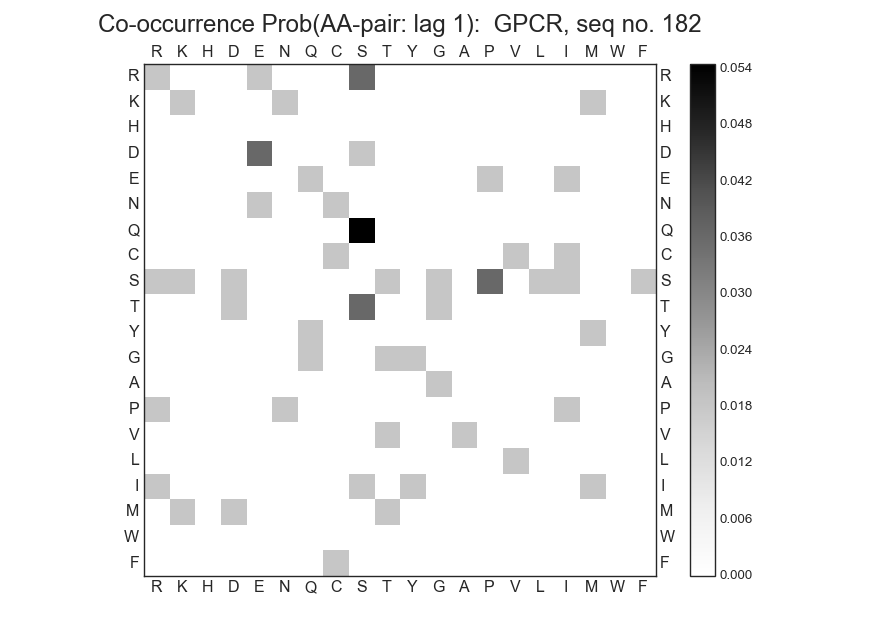 Co-occurrence Prob(AA-pair: lag 1):  GPCR, seq no. 182
R K H D E N Q C S T Y G A P V L I M W F
R R 0.054
K K
H H 0.048
D D
E E 0.042
N N
Q Q 0.036
C C
S S 0.030
T T
Y Y 0.024
G G
A A
P P 0.018
V V
L L 0.012
I I
M M 0.006
W W
F F 0.000
R K H D E N Q C S T Y G A P V L I M W F